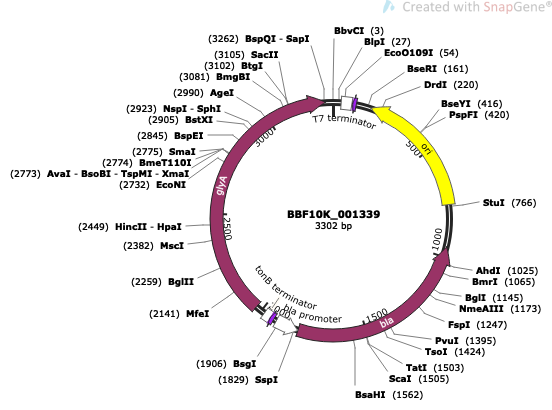 Created with SnapGene®
(3262) BspQI - SapI
BbvCI (3)
BlpI (27)
EcoO109I (54)
(3105) SacII
(3102) BtgI
(3081) BmgBI
(2990) AgeI
(2923) NspI - SphI
(2905) BstXI
(2845) BspEI
(2775) SmaI
(2774) BmeT110I
(2773) AvaI - BsoBI - TspMI - XmaI
(2732) EcoNI
(2449) HincII - HpaI
(2382) MscI
(2259) BglII
(2141) MfeI
(1906) BsgI
(1829) SspI
BseRI (161)
DrdI (220)
BseYI (416)
PspFI (420)
StuI (766)
AhdI (1025)
BmrI (1065)
BglI (1145)
NmeAIII (1173)
FspI (1247)
PvuI (1395)
TsoI (1424)
TatI (1503)
ScaI (1505)
BsaHI (1562)
T7 terminator
ori
500
1000
1500
bla
bla promoter
tonB terminator
2500
glyA
3000
BBF10K_001339
3302 bp